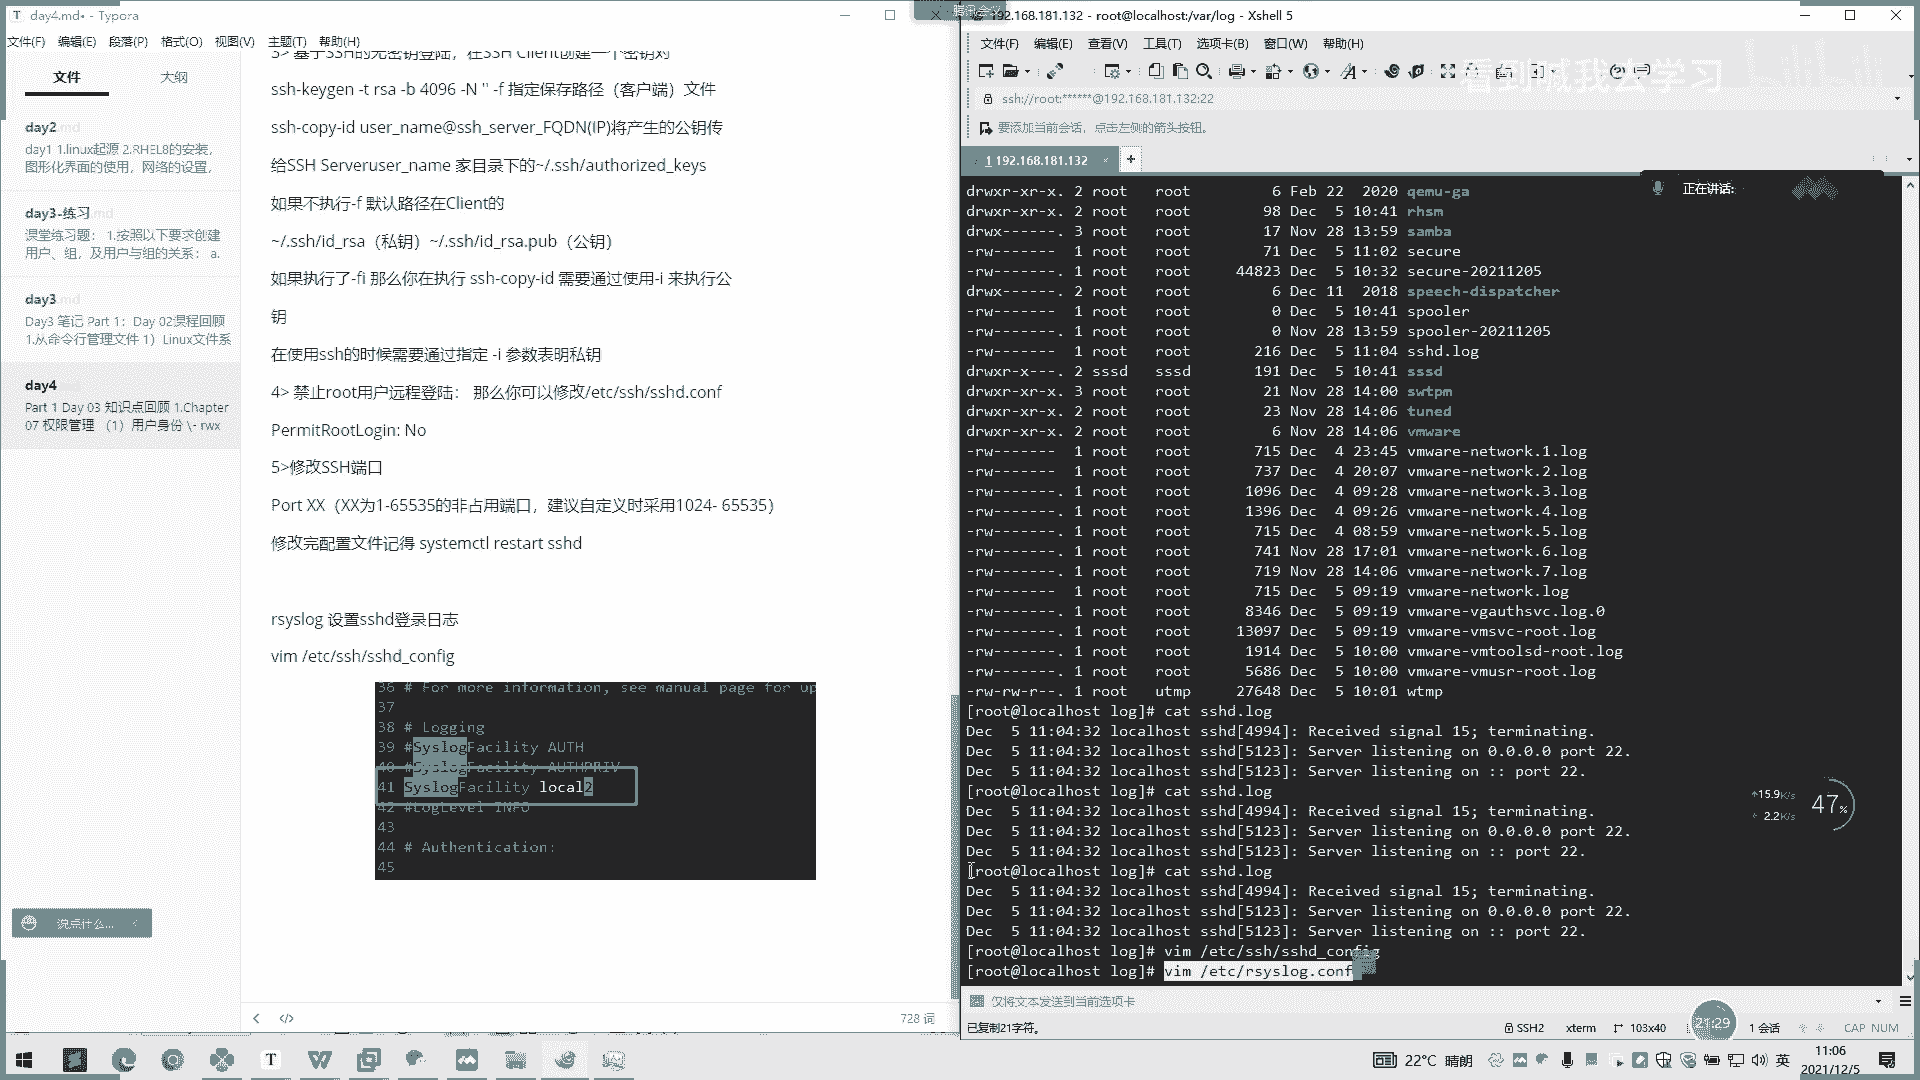 day4.md• - Typora
文件(F) 编辑(E) 段落(P) 格式(O) 视图(V) 主题(T) 帮助(H)
文件 大纲
day2.md
day1 1.linux起源 2.RHEL8的安装,
图形化界面的使用，网络的设置，
day3-练习.md
课堂练习题： 1.按照以下要求创建
用户、组，及用户与组的关系： a.
day3.md
Day3 笔记 Part 1：Day 02课程回顾
1.从命令行管理文件 1）Linux文件系
day4
Part 1 Day 03 知识点回顾 1.Chapter
07 权限管理 （1）用户身份 \- rwx
说点什么...
3> 基于SSH的无密钥登陆，在SSH Client创建一个密钥对
ssh-keygen -t rsa -b 4096 -N '' -f 指定保存路径（客户端）文件
ssh-copy-id user_name@ssh_server_FQDN(IP)将产生的公钥传
给SSH Serveruser_name 家目录下的~/.ssh/authorized_keys
如果不执行-f 默认路径在Client的
~/.ssh/id_rsa（私钥）~/.ssh/id_rsa.pub（公钥）
如果执行了-fi 那么你在执行 ssh-copy-id 需要通过使用-i 来执行公
钥
在使用ssh的时候需要通过指定 -i 参数表明私钥
4> 禁止root用户远程登陆： 那么你可以修改/etc/ssh/sshd.conf
PermitRootLogin: No
5>修改SSH端口
Port XX（XX为1-65535的非占用端口，建议自定义时采用1024- 65535）
修改完配置文件记得 systemctl restart sshd
rsyslog 设置sshd登录日志
vim /etc/ssh/sshd_config
36 # For more information, see manual page for up
37
38 # Logging
39 #SyslogFacility AUTH
40 #SyslogFacility AUTHPRIV
41 SyslogFacility local2
42 #LogLevel INFO
43
44 # Authentication:
45
728 词
腾讯会议
192.168.181.132 - root@localhost:/var/log - Xshell 5
文件(F) 编辑(E) 查看(V) 工具(T) 选项卡(B) 窗口(W) 帮助(H)
看到喊我去学习
ssh://root:******@192.168.181.132:22
要添加当前会话，点击左侧的箭头按钮。
1 192.168.181.132
正在讲话:
drwxr-xr-x. 2 root root 6 Feb 22 2020 qemu-ga
drwxr-xr-x. 2 root root 98 Dec 5 10:41 rhsm
drwx------. 3 root root 17 Nov 28 13:59 samba
-rw------- 1 root root 71 Dec 5 11:02 secure
-rw-------. 1 root root 44823 Dec 5 10:32 secure-20211205
drwx------. 2 root root 6 Dec 11 2018 speech-dispatcher
-rw------- 1 root root 0 Dec 5 10:41 spooler
-rw-------. 1 root root 0 Nov 28 13:59 spooler-20211205
-rw------- 1 root root 216 Dec 5 11:04 sshd.log
drwxr-x---. 2 sssd sssd 191 Dec 5 10:41 sssd
drwxr-xr-x. 3 root root 21 Nov 28 14:00 swtpm
drwxr-xr-x. 2 root root 23 Nov 28 14:06 tuned
drwxr-xr-x. 2 root root 6 Nov 28 14:06 vmware
-rw------- 1 root root 715 Dec 4 23:45 vmware-network.1.log
-rw------- 1 root root 737 Dec 4 20:07 vmware-network.2.log
-rw-------. 1 root root 1096 Dec 4 09:28 vmware-network.3.log
-rw-------. 1 root root 1396 Dec 4 09:26 vmware-network.4.log
-rw-------. 1 root root 715 Dec 4 08:59 vmware-network.5.log
-rw-------. 1 root root 741 Nov 28 17:01 vmware-network.6.log
-rw-------. 1 root root 719 Nov 28 14:06 vmware-network.7.log
-rw------- 1 root root 715 Dec 5 09:19 vmware-network.log
-rw-------. 1 root root 8346 Dec 5 09:19 vmware-vgauthsvc.log.0
-rw-------. 1 root root 13097 Dec 5 09:19 vmware-vmsvc-root.log
-rw-------. 1 root root 1914 Dec 5 10:00 vmware-vmtoolsd-root.log
-rw-------. 1 root root 5686 Dec 5 10:00 vmware-vmusr-root.log
-rw-rw-r--. 1 root utmp 27648 Dec 5 10:01 wtmp
[root@localhost log]# cat sshd.log
Dec 5 11:04:32 localhost sshd[4994]: Received signal 15; terminating.
Dec 5 11:04:32 localhost sshd[5123]: Server listening on 0.0.0.0 port 22.
Dec 5 11:04:32 localhost sshd[5123]: Server listening on :: port 22.
[root@localhost log]# cat sshd.log
Dec 5 11:04:32 localhost sshd[4994]: Received signal 15; terminating.
Dec 5 11:04:32 localhost sshd[5123]: Server listening on 0.0.0.0 port 22.
Dec 5 11:04:32 localhost sshd[5123]: Server listening on :: port 22.
[root@localhost log]# cat sshd.log
Dec 5 11:04:32 localhost sshd[4994]: Received signal 15; terminating.
Dec 5 11:04:32 localhost sshd[5123]: Server listening on 0.0.0.0 port 22.
Dec 5 11:04:32 localhost sshd[5123]: Server listening on :: port 22.
[root@localhost log]# vim /etc/ssh/sshd_config
[root@localhost log]# vim /etc/rsyslog.conf
15.9K/s
2.2K/s
47%
仅将文本发送到当前选项卡
已复制21字符。
SSH2 xterm 103x40 21:29 1 会话 CAP NUM
22°C 晴朗 英 11:06
2021/12/5